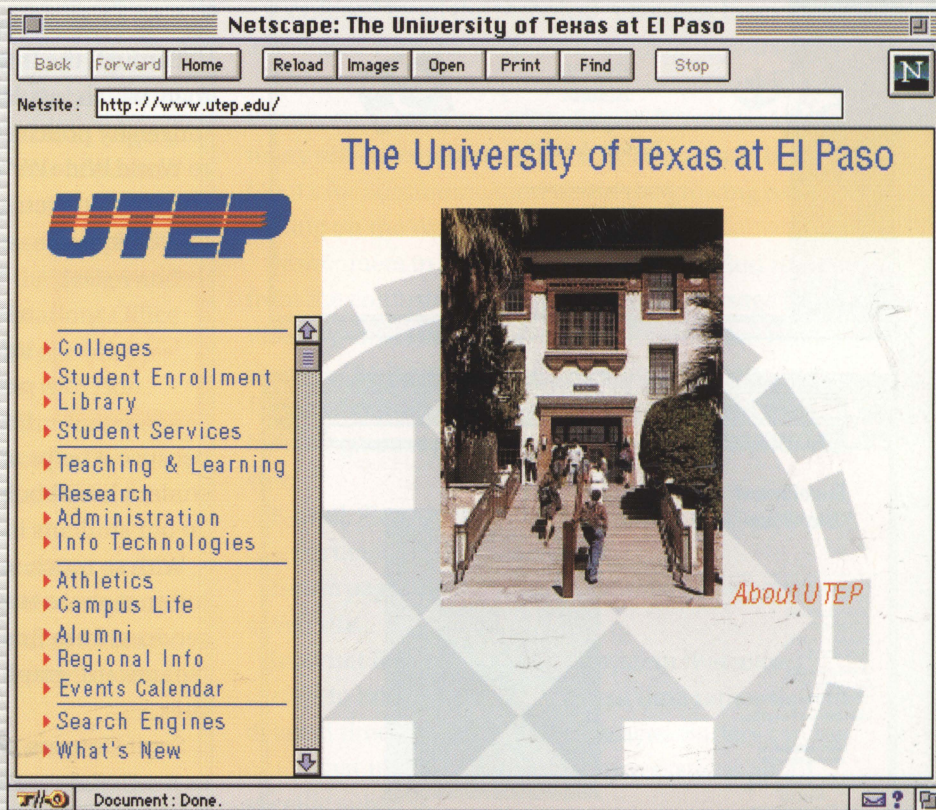 Netscape: The University of Texas at El Paso
Back Forward Home Reload Images Open Print Find Stop
N
Netsite: http://www.utep.edu/
The University of Texas at El Paso
UTEP
Colleges
Student Enrollment
Library
Student Services
Teaching & Learning
Research
Administration
Info Technologies
Athletics
Campus Life
Alumni
Regional Info
Events Calendar
Search Engines
What's New
About UTEP
Document: Done.
?